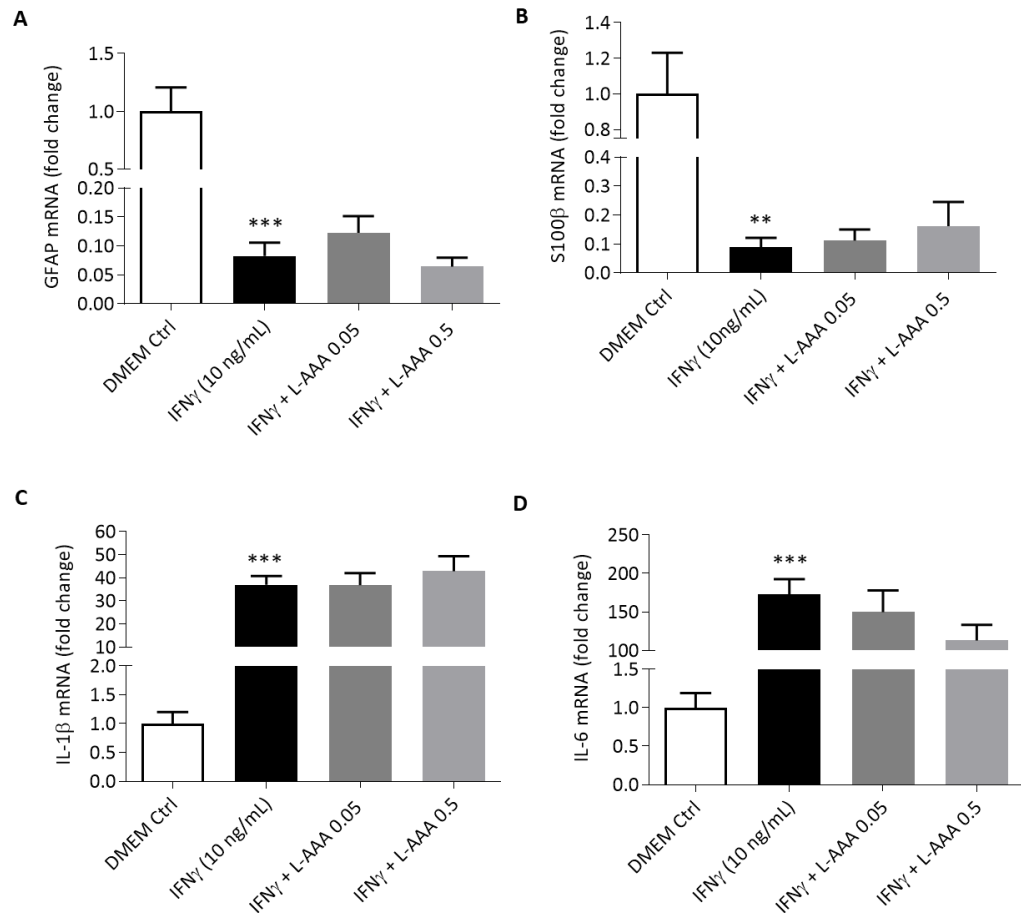 A
GFAP mRNA (fold change)
1.5
1.0
0.5
0.20
0.15
0.10
0.05
0.00
***
DMEM Ctrl
IFNγ (10 ng/mL)
IFNγ + L-AAA 0.05
IFNγ + L-AAA 0.5
B
S100β mRNA (fold change)
1.4
1.2
1.0
0.8
0.4
0.3
0.2
0.1
0.0
**
DMEM Ctrl
IFNγ (10ng/mL)
IFNγ + L-AAA 0.05
IFNγ + L-AAA 0.5
C
IL-1β mRNA (fold change)
60
50
40
30
20
10
2.0
1.5
1.0
0.5
0.0
***
DMEM Ctrl
IFNγ (10 ng/mL)
IFNγ + L-AAA 0.05
IFNγ + L-AAA 0.5
D
IL-6 mRNA (fold change)
250
200
150
100
1.5
1.0
0.5
0.0
***
DMEM Ctrl
IFNγ (10 ng/mL)
IFNγ + L-AAA 0.05
IFNγ + L-AAA 0.5